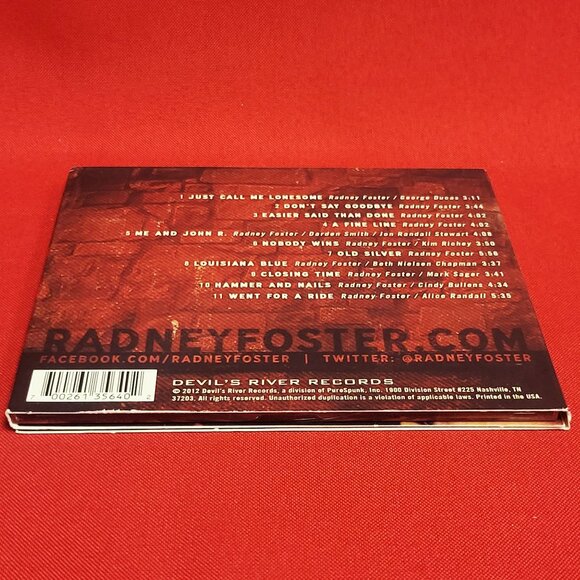 1 JUST CALL ME LONESOME Radney Foster / George Ducas 3:11
2 DON'T SAY GOODBYE Radney Foster 3:44
3 EASIER SAID THAN DONE Radney Foster 4:02
4 A FINE LINE Radney Foster 4:02
5 ME AND JOHN R. Radney Foster / Darden Smith / Jon Randall Stewart 4:08
6 NOBODY WINS Radney Foster / Kim Richey 3:58
7 OLD SILVER Radney Foster 5:58
8 LOUISIANA BLUE Radney Foster / Beth Nielsen Chapman 3:37
9 CLOSING TIME Radney Foster / Mark Sager 3:41
10 HAMMER AND NAILS Radney Foster / Cindy Bullens 4:34
11 WENT FOR A RIDE Radney Foster / Alice Randall 5:35
RADNEYFOSTER.COM
FACEBOOK.COM/RADNEYFOSTER | TWITTER: @RADNEYFOSTER
DEVIL'S RIVER RECORDS
© 2012 Devil's River Records, a division of PureSpunk, Inc. 1900 Division Street #225 Nashville, TN
37203. All rights reserved. Unauthorized duplication is a violation of applicable laws. Printed in the USA.
7 00261 35640 2